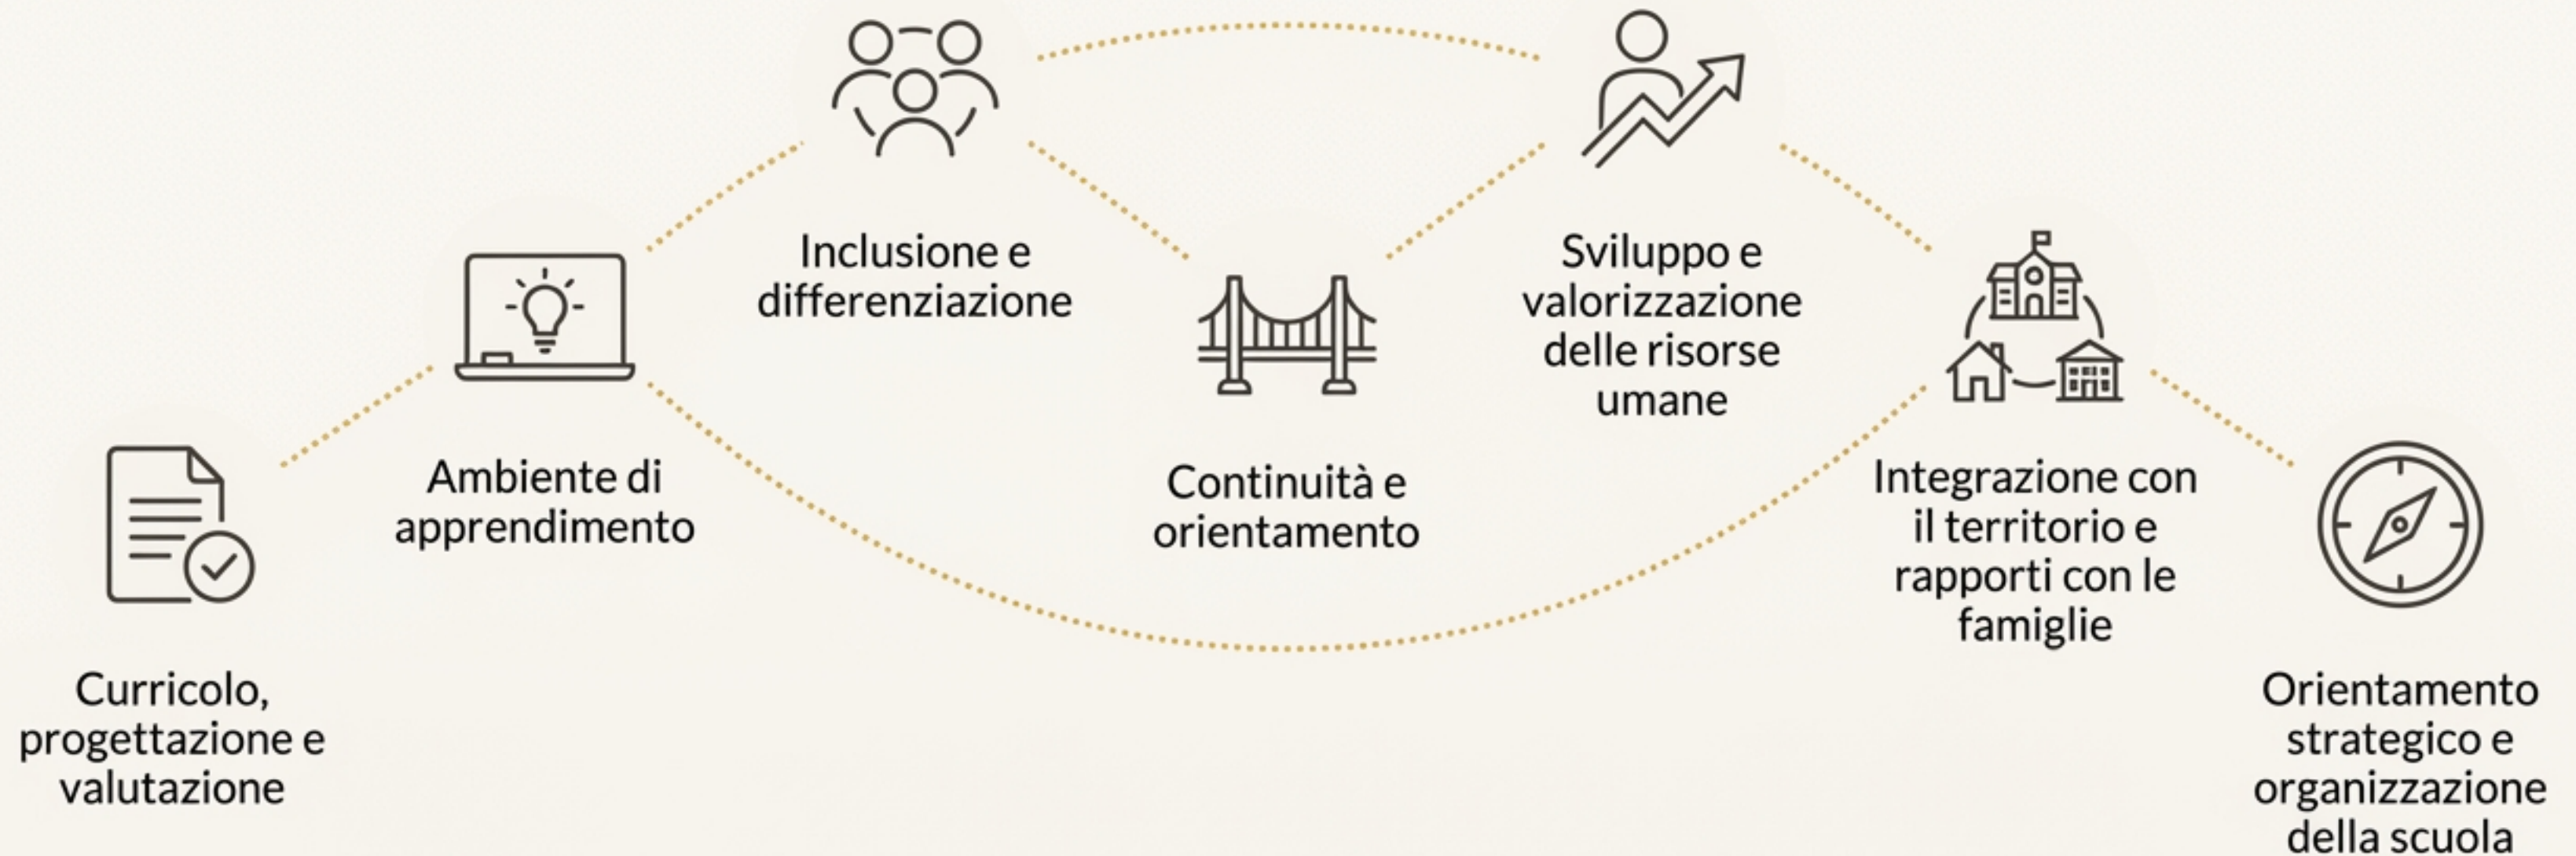 Inclusione e
differenziazione
Sviluppo e
valorizzazione
delle risorse
umane
Ambiente di
apprendimento
Continuità e
orientamento
Integrazione con
il territorio e
rapporti con le
famiglie
Curricolo,
progettazione e
valutazione
Orientamento
strategico e
organizzazione
della scuola